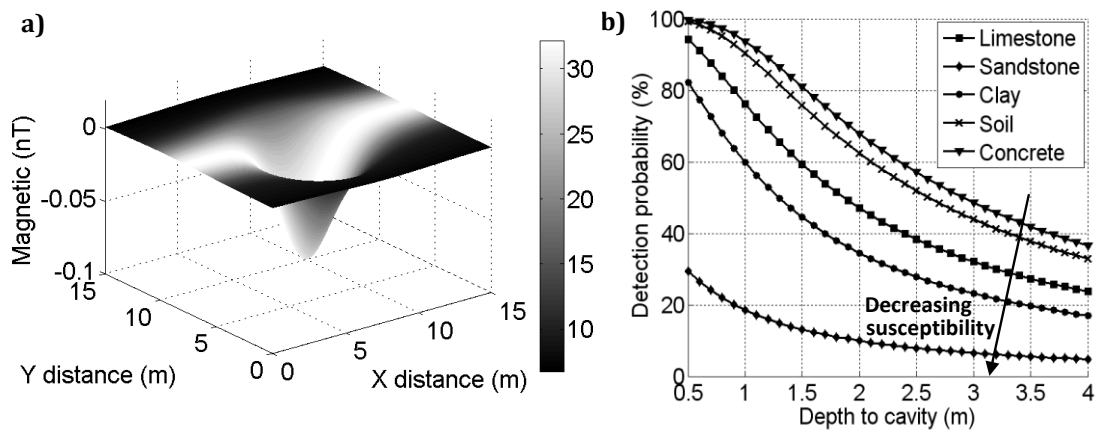 a)
Magnetic (nT)
0
-0.05
-0.1
15
10
5
0
Y distance (m)
0
5
10
15
X distance (m)
30
25
20
15
10
b)
Detection probability (%)
100
80
60
40
20
0
Limestone
Sandstone
Clay
Soil
Concrete
Decreasing
susceptibility
0.5
1
1.5
2
2.5
3
3.5
4
Depth to cavity (m)